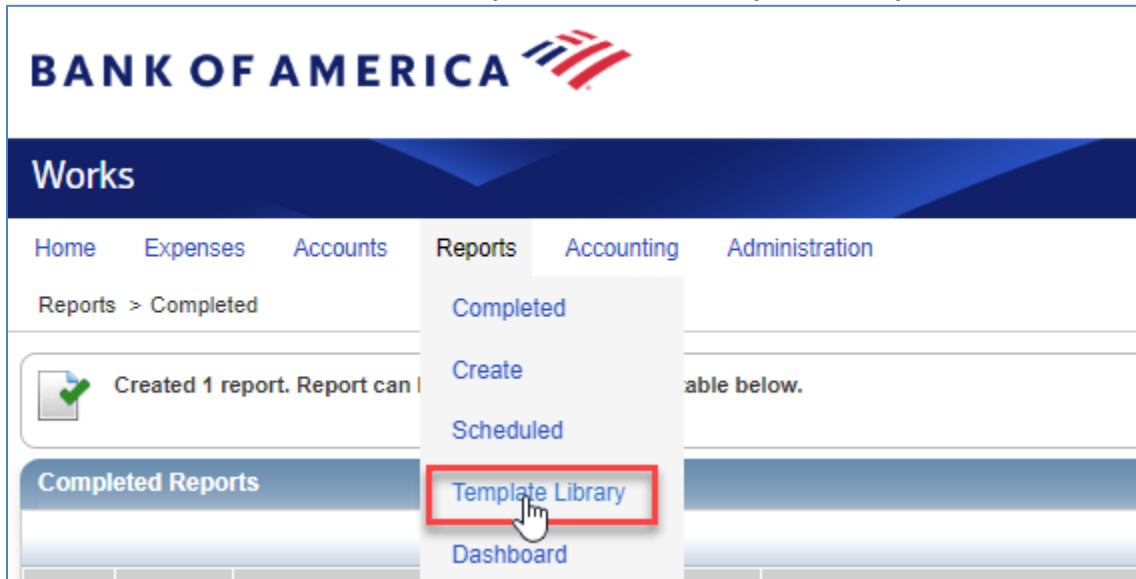 BANK OF AMERICA
Works
Home Expenses Accounts Reports Accounting Administration
Reports > Completed
Completed
Created 1 report. Report can
table below.
Create
Scheduled
Completed Reports
Template Library
Dashboard